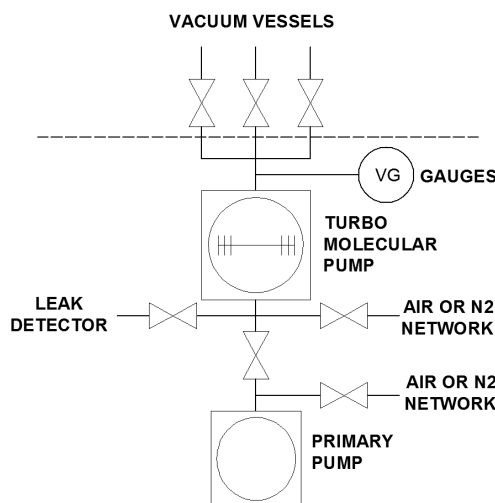 VACUUM VESSELS
VG
GAUGES
TURBO
MOLECULAR
PUMP
LEAK
DETECTOR
AIR OR N2
NETWORK
AIR OR N2
NETWORK
PRIMARY
PUMP